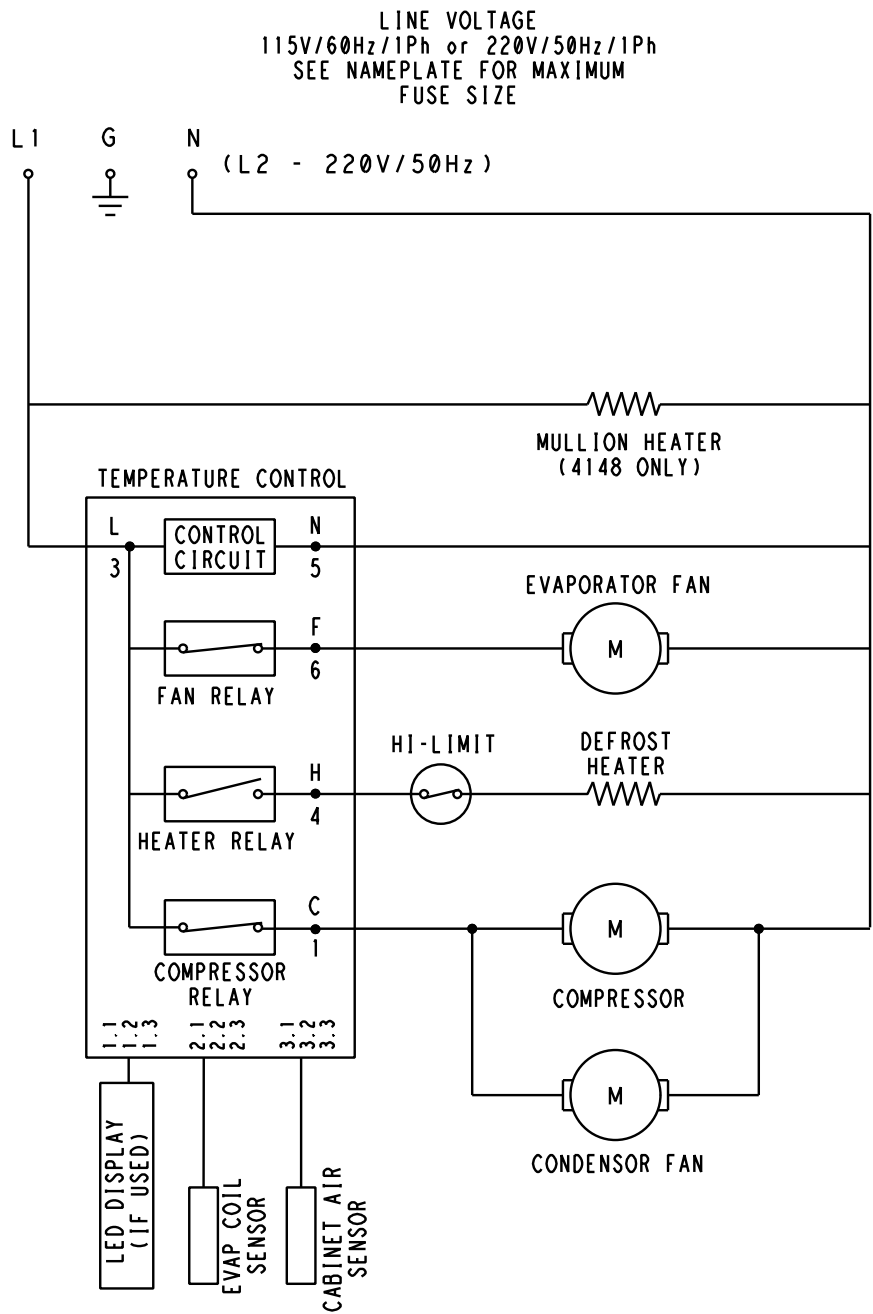 LINE VOLTAGE
115V/60Hz/1Ph or 220V/50Hz/1Ph
SEE NAMEPLATE FOR MAXIMUM
FUSE SIZE
L1
G
N
(L2 - 220V/50Hz)
MULLION HEATER
(4148 ONLY)
TEMPERATURE CONTROL
L
CONTROL
CIRCUIT
N
3
5
EVAPORATOR FAN
F
M
6
FAN RELAY
HI-LIMIT
DEFROST
HEATER
H
4
HEATER RELAY
C
M
1
COMPRESSOR
RELAY
COMPRESSOR
1.1
1.2
1.3
2.1
2.2
2.3
3.1
3.2
3.3
M
CONDENSOR FAN
LED DISPLAY
(IF USED)
EVAP COIL
SENSOR
CABINET AIR
SENSOR